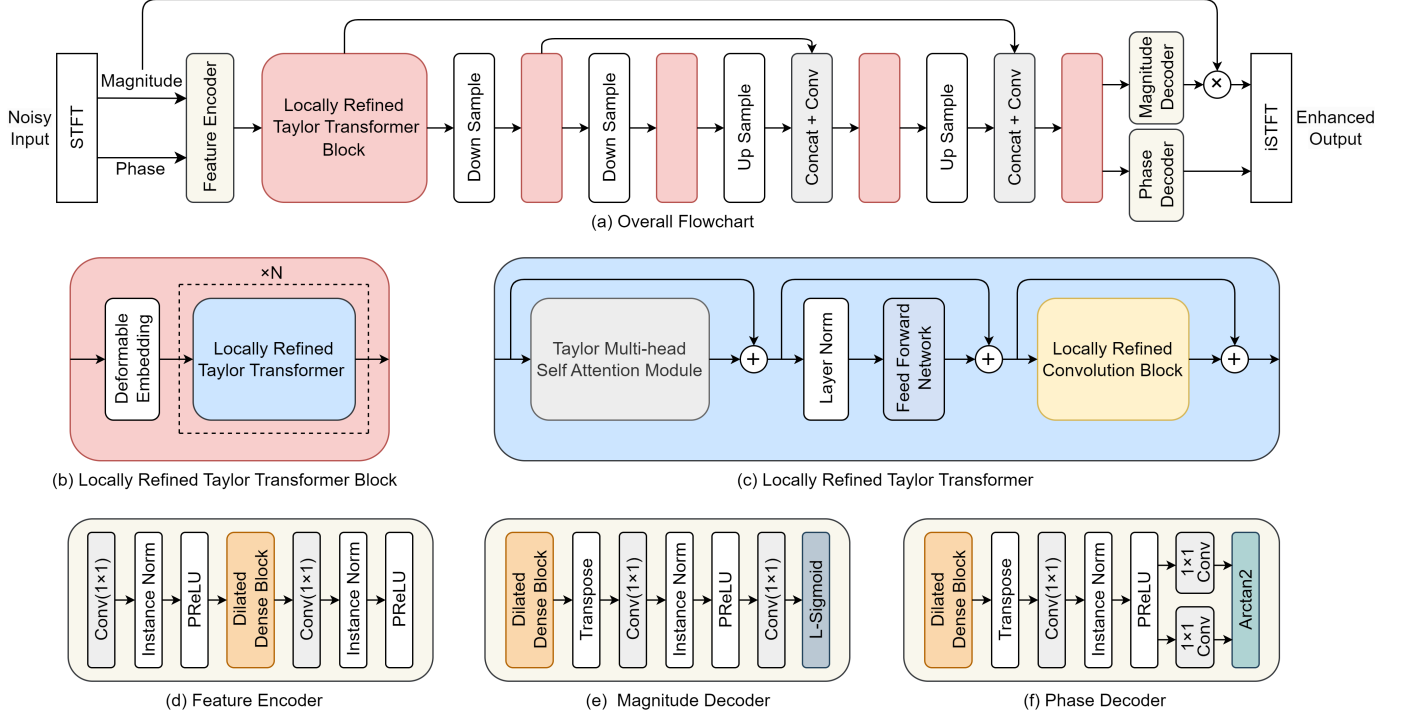 Noisy
Input
STFT
Magnitude
Phase
Feature Encoder
Locally Refined
Taylor Transformer
Block
Down Sample
Down Sample
Up Sample
Concat + Conv
Up Sample
Concat + Conv
Magnitude
Decoder
Phase
Decoder
×
iSTFT
Enhanced
Output
(a) Overall Flowchart
Deformable
Embedding
×N
Locally Refined
Taylor Transformer
(b) Locally Refined Taylor Transformer Block
Taylor Multi-head
Self Attention Module
+
Layer Norm
Feed Forward
Network
+
Locally Refined
Convolution Block
+
(c) Locally Refined Taylor Transformer
Conv(1×1)
Instance Norm
PReLU
Dilated
Dense Block
Conv(1×1)
Instance Norm
PReLU
(d) Feature Encoder
Dilated
Dense Block
Transpose
Conv(1×1)
Instance Norm
PReLU
Conv(1×1)
L-Sigmoid
(e) Magnitude Decoder
Dilated
Dense Block
Transpose
Conv(1×1)
Instance Norm
PReLU
1×1
Conv
1×1
Conv
Arctan2
(f) Phase Decoder